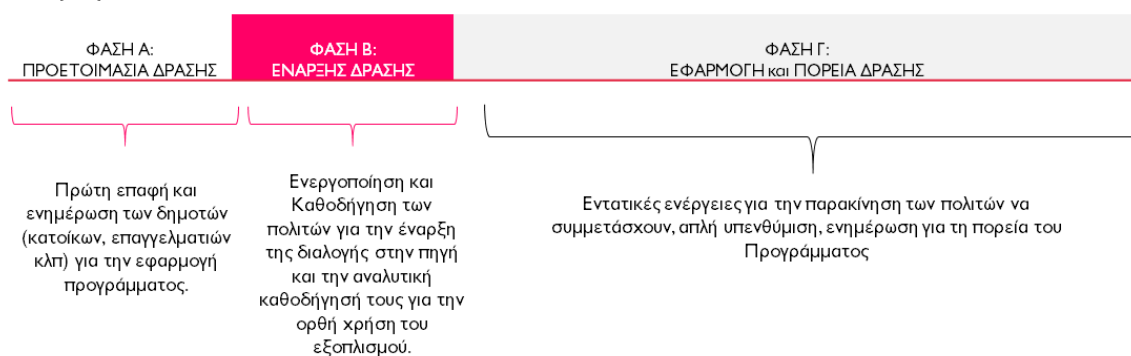 ΦΑΣΗ Α:
ΠΡΟΕΤΟΙΜΑΣΙΑ ΔΡΑΣΗΣ
ΦΑΣΗ Β:
ΕΝΑΡΞΗΣ ΔΡΑΣΗΣ
ΦΑΣΗ Γ:
ΕΦΑΡΜΟΓΗ και ΠΟΡΕΙΑ ΔΡΑΣΗΣ
Πρώτη επαφή και
ενημέρωση των δημοτών
(κατοίκων, επαγγελματιών
κλπ) για την εφαρμογή
προγράμματος.
Ενεργοποίηση και
Καθοδήγηση των
πολιτών για την έναρξη
της διαλογής στην πηγή
και την αναλυτική
καθοδήγησή τους για την
ορθή χρήση του
εξοπλισμού.
Εντατικές ενέργειες για την παρακίνηση των πολιτών να
συμμετάσχουν, απλή υπενθύμιση, ενημέρωση για τη πορεία του
Προγράμματος